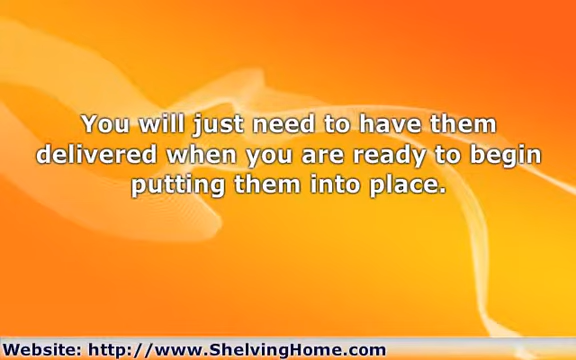 You will just need to have them
delivered when you are ready to begin
putting them into place.
Website: http://www.ShelvingHome.com